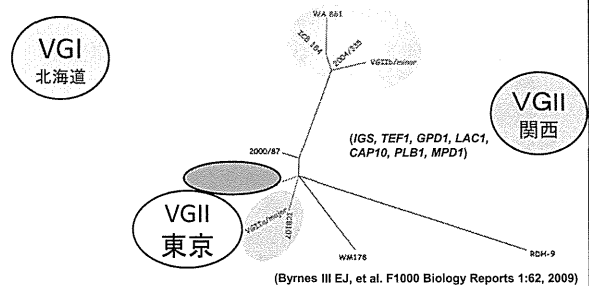 WA 861
ICB 184
2004/335
VGIIb/minor
VGI
北海道
VGII
関西
(IGS, TEF1, GPD1, LAC1,
CAP10, PLB1, MPD1)
2000/87
VGII
東京
VGIIa/major
ICB107
WM178
RDH-9
(Byrnes III EJ, et al. F1000 Biology Reports 1:62, 2009)